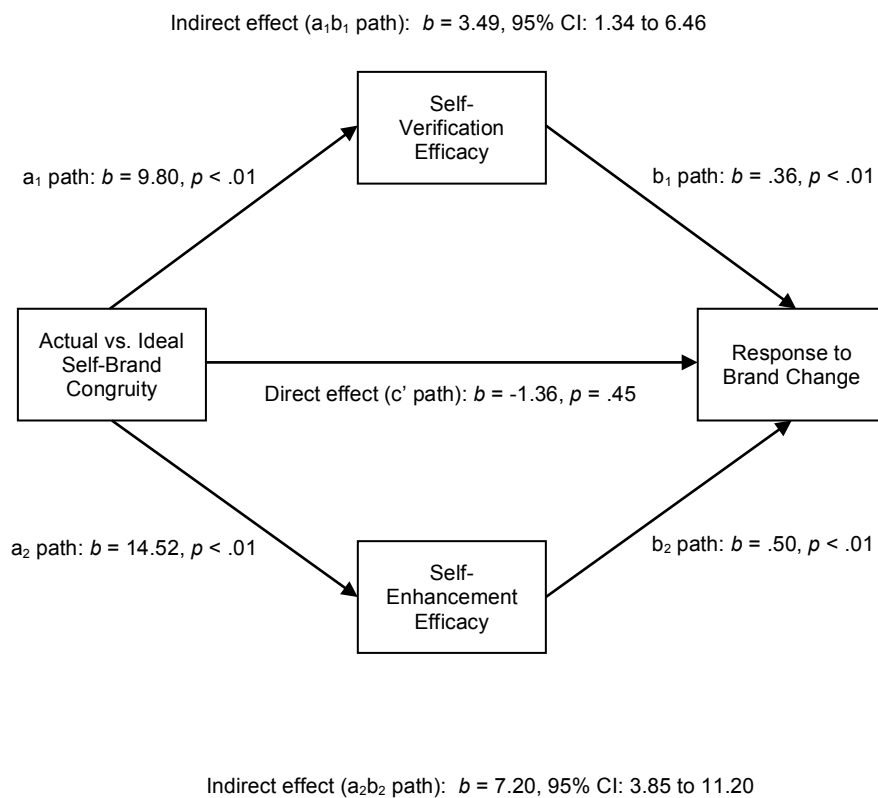 Indirect effect (a₁b₁ path):  b = 3.49, 95% CI: 1.34 to 6.46
Self-
Verification
Efficacy
a₁ path: b = 9.80, p < .01
b₁ path: b = .36, p < .01
Actual vs. Ideal
Self-Brand
Congruity
Response to
Brand Change
Direct effect (c’ path): b = -1.36, p = .45
a₂ path: b = 14.52, p < .01
b₂ path: b = .50, p < .01
Self-
Enhancement
Efficacy
Indirect effect (a₂b₂ path):  b = 7.20, 95% CI: 3.85 to 11.20